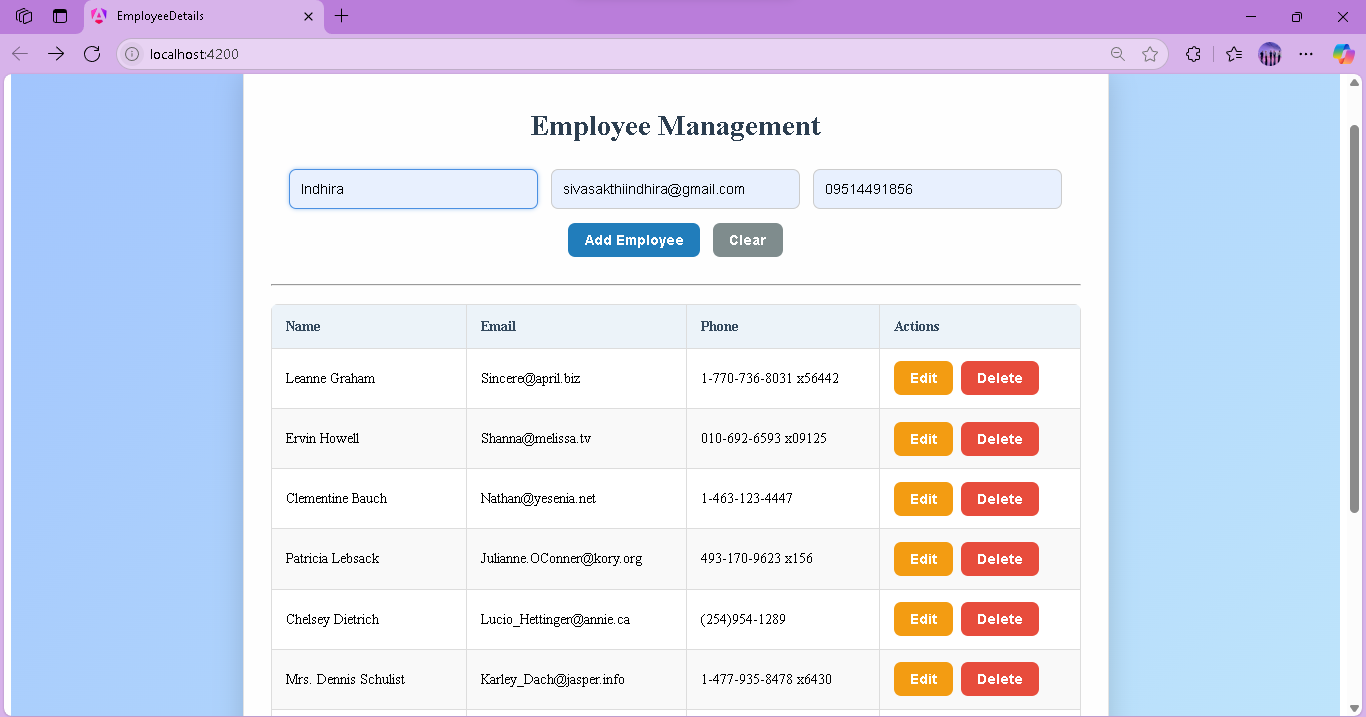 EmployeeDetails
localhost:4200
Employee Management
Indhira sivasakthiindhira@gmail.com 09514491856
Add Employee Clear
Name Email Phone Actions
Leanne Graham Sincere@april.biz 1-770-736-8031 x56442 Edit Delete
Ervin Howell Shanna@melissa.tv 010-692-6593 x09125 Edit Delete
Clementine Bauch Nathan@yesenia.net 1-463-123-4447 Edit Delete
Patricia Lebsack Julianne.OConner@kory.org 493-170-9623 x156 Edit Delete
Chelsey Dietrich Lucio_Hettinger@annie.ca (254)954-1289 Edit Delete
Mrs. Dennis Schulist Karley_Dach@jasper.info 1-477-935-8478 x6430 Edit Delete